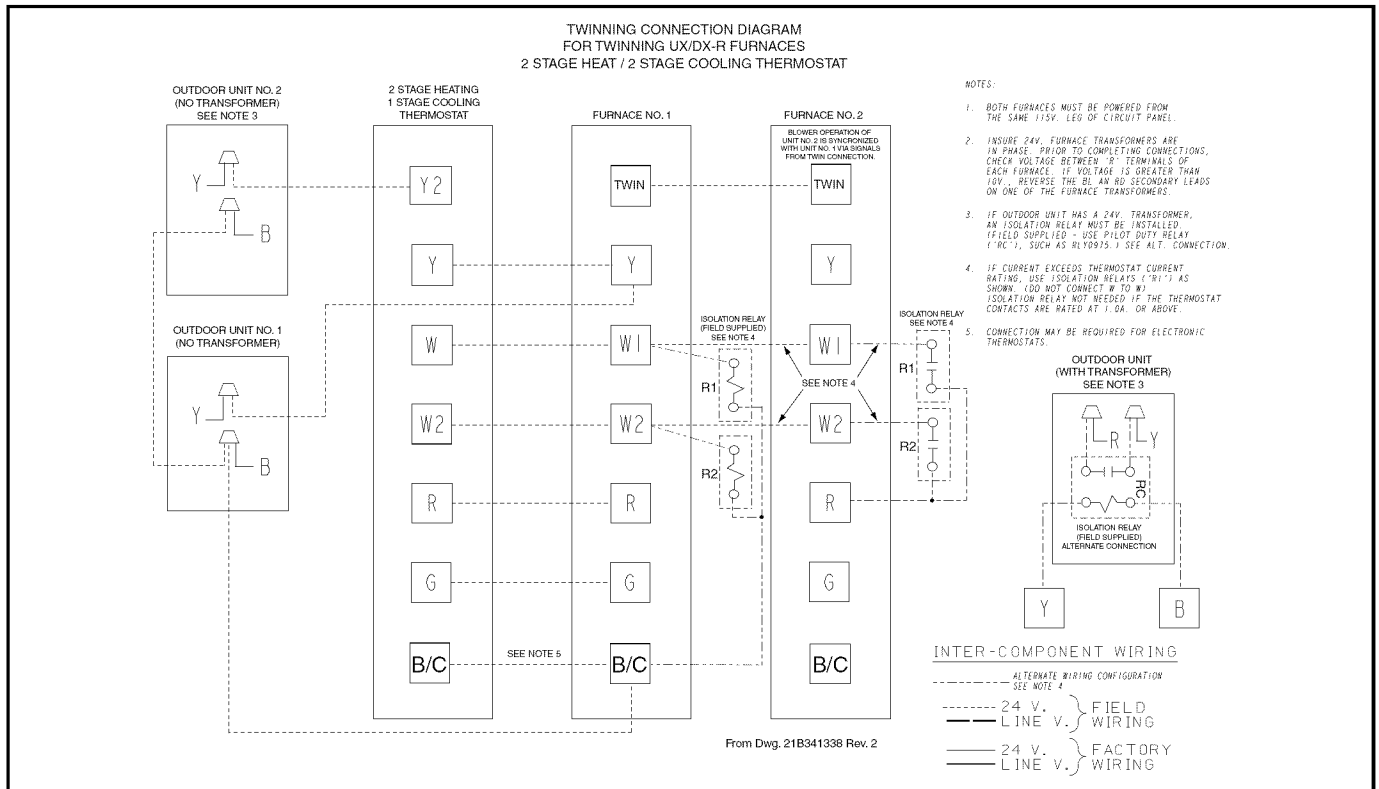 TWINNING CONNECTION DIAGRAM
FOR TWINNING UX/DX-R FURNACES
2 STAGE HEAT / 2 STAGE COOLING THERMOSTAT
OUTDOOR UNIT NO. 2
(NO TRANSFORMER)
SEE NOTE 3
Y
B
OUTDOOR UNIT NO. 1
(NO TRANSFORMER)
Y
B
2 STAGE HEATING
1 STAGE COOLING
THERMOSTAT
Y2
Y
W
W2
R
G
B/C
SEE NOTE 5
FURNACE NO. 1
TWIN
Y
W1
W2
R
G
B/C
ISOLATION RELAY
(FIELD SUPPLIED)
SEE NOTE 4
R1
R2
FURNACE NO. 2
BLOWER OPERATION OF
UNIT NO. 2 IS SYNCRONIZED
WITH UNIT NO. 1 VIA SIGNALS
FROM TWIN CONNECTION.
TWIN
Y
W1
SEE NOTE 4
W2
R
G
B/C
ISOLATION RELAY
SEE NOTE 4
R1
R2
NOTES:
1. BOTH FURNACES MUST BE POWERED FROM
THE SAME 115V. LEG OF CIRCUIT PANEL.
2. INSURE 24V. FURNACE TRANSFORMERS ARE
IN PHASE. PRIOR TO COMPLETING CONNECTIONS,
CHECK VOLTAGE BETWEEN 'R' TERMINALS OF
EACH FURNACE. IF VOLTAGE IS GREATER THAN
10V., REVERSE THE BL AN RD SECONDARY LEADS
ON ONE OF THE FURNACE TRANSFORMERS.
3. IF OUTDOOR UNIT HAS A 24V. TRANSFORMER,
AN ISOLATION RELAY MUST BE INSTALLED.
(FIELD SUPPLIED - USE PILOT DUTY RELAY
('RC'), SUCH AS RLY0975.) SEE ALT. CONNECTION.
4. IF CURRENT EXCEEDS THERMOSTAT CURRENT
RATING, USE ISOLATION RELAYS ('R1') AS
SHOWN. (DO NOT CONNECT W TO W)
ISOLATION RELAY NOT NEEDED IF THE THERMOSTAT
CONTACTS ARE RATED AT 1.0A. OR ABOVE.
5. CONNECTION MAY BE REQUIRED FOR ELECTRONIC
THERMOSTATS.
OUTDOOR UNIT
(WITH TRANSFORMER)
SEE NOTE 3
R
Y
RC
ISOLATION RELAY
(FIELD SUPPLIED)
ALTERNATE CONNECTION
Y
B
INTER-COMPONENT WIRING
ALTERNATE WIRING CONFIGURATION
SEE NOTE 4
24 V.
LINE V.
FIELD
WIRING
24 V.
LINE V.
FACTORY
WIRING
From Dwg. 21B341338 Rev. 2